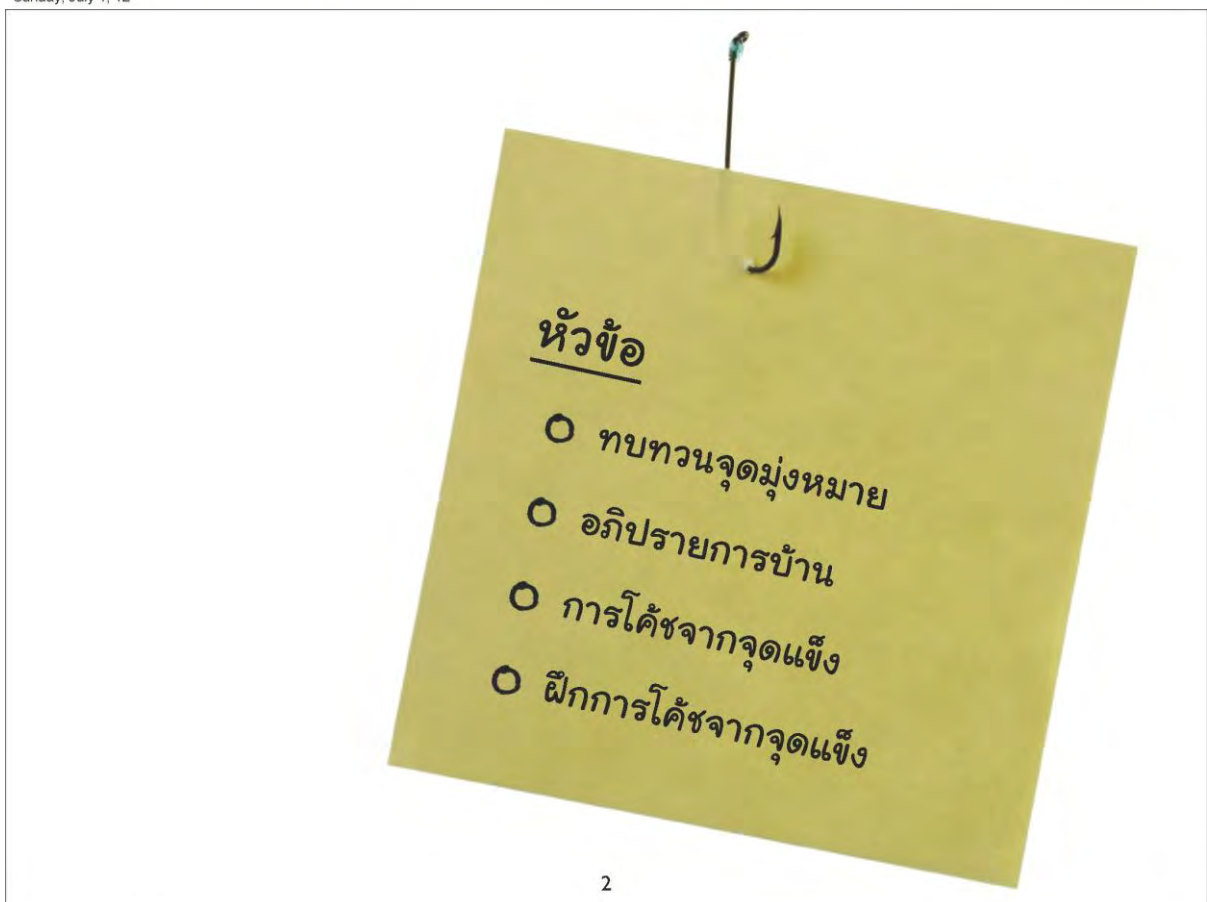 หัวข้อ
ทบทวนจุดมุ่งหมาย
อภิปรายการบ้าน
การโค้ชจากจุดแข็ง
ฝึกการโค้ชจากจุดแข็ง
2